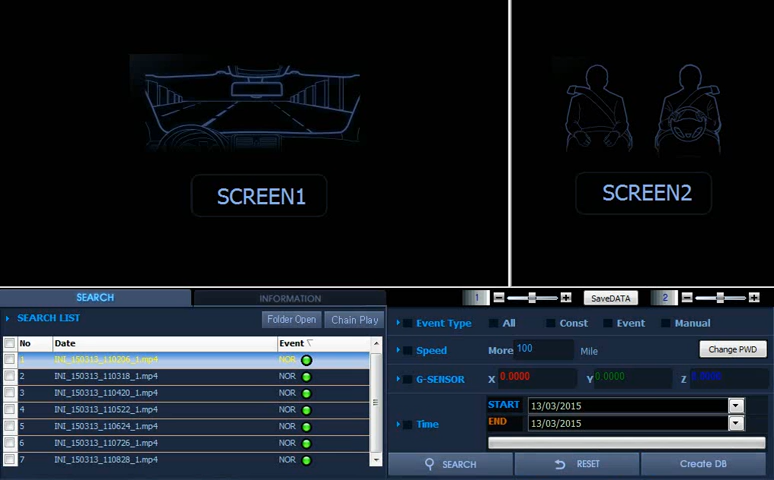 SCREEN1
SCREEN2
SEARCH
INFORMATION
1
SaveDATA
2
SEARCH LIST
Folder Open
Chain Play
No Date Event
1 INI_150313_110206_1.mp4 NOR
2 INI_150313_110318_1.mp4 NOR
3 INI_150313_110420_1.mp4 NOR
4 INI_150313_110522_1.mp4 NOR
5 INI_150313_110624_1.mp4 NOR
6 INI_150313_110726_1.mp4 NOR
7 INI_150313_110828_1.mp4 NOR
Event Type All Const Event Manual
Speed More 100 Mile Change PWD
G-SENSOR X 0.0000 Y 0.0000 Z 0.0000
START 13/03/2015
Time
END 13/03/2015
SEARCH RESET Create DB